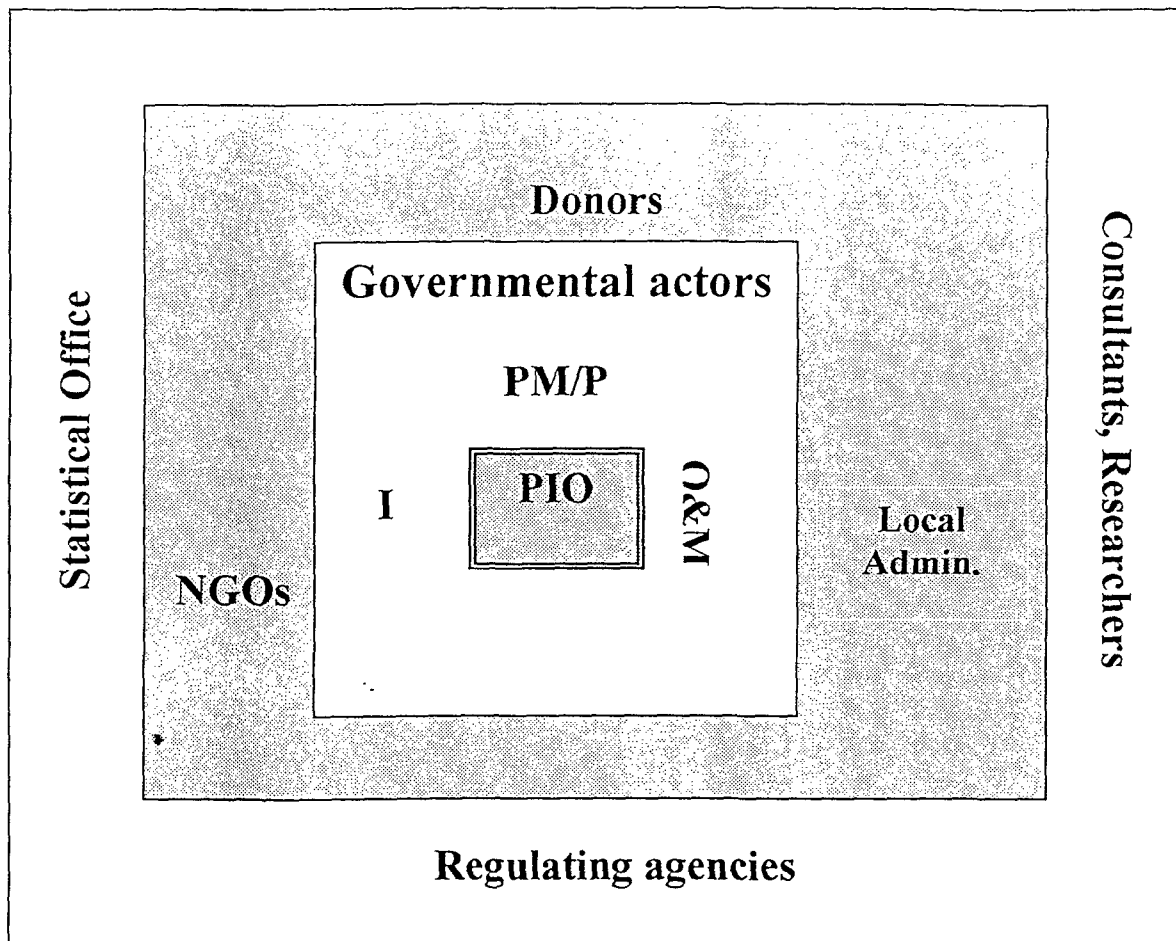 Donors
Governmental actors
PM/P
I
PIO
O&M
NGOs
Local
Admin.
Statistical Office
Consultants, Researchers
Regulating agencies